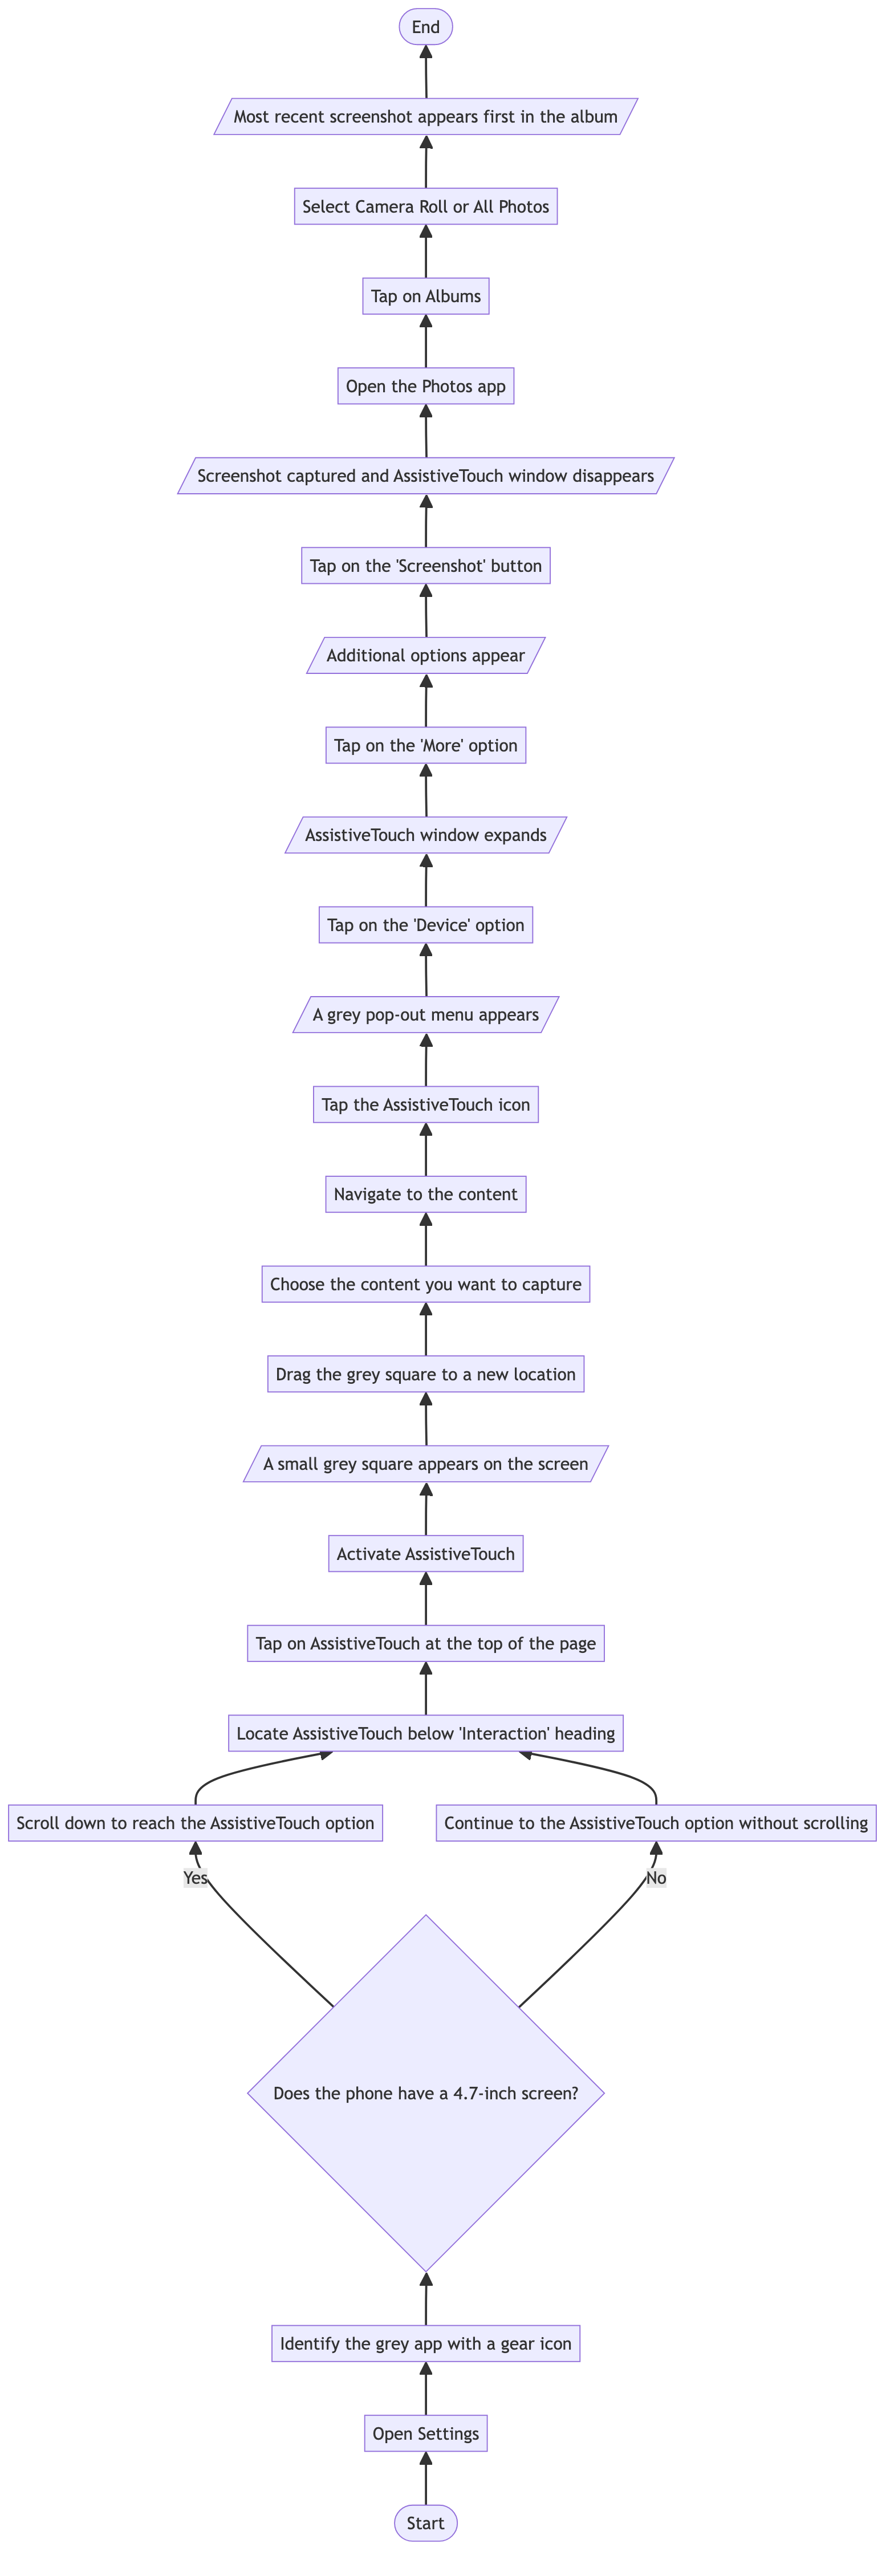 End
Most recent screenshot appears first in the album
Select Camera Roll or All Photos
Tap on Albums
Open the Photos app
Screenshot captured and AssistiveTouch window disappears
Tap on the 'Screenshot' button
Additional options appear
Tap on the 'More' option
AssistiveTouch window expands
Tap on the 'Device' option
A grey pop-out menu appears
Tap the AssistiveTouch icon
Navigate to the content
Choose the content you want to capture
Drag the grey square to a new location
A small grey square appears on the screen
Activate AssistiveTouch
Tap on AssistiveTouch at the top of the page
Locate AssistiveTouch below 'Interaction' heading
Scroll down to reach the AssistiveTouch option
Continue to the AssistiveTouch option without scrolling
Yes
No
Does the phone have a 4.7-inch screen?
Identify the grey app with a gear icon
Open Settings
Start